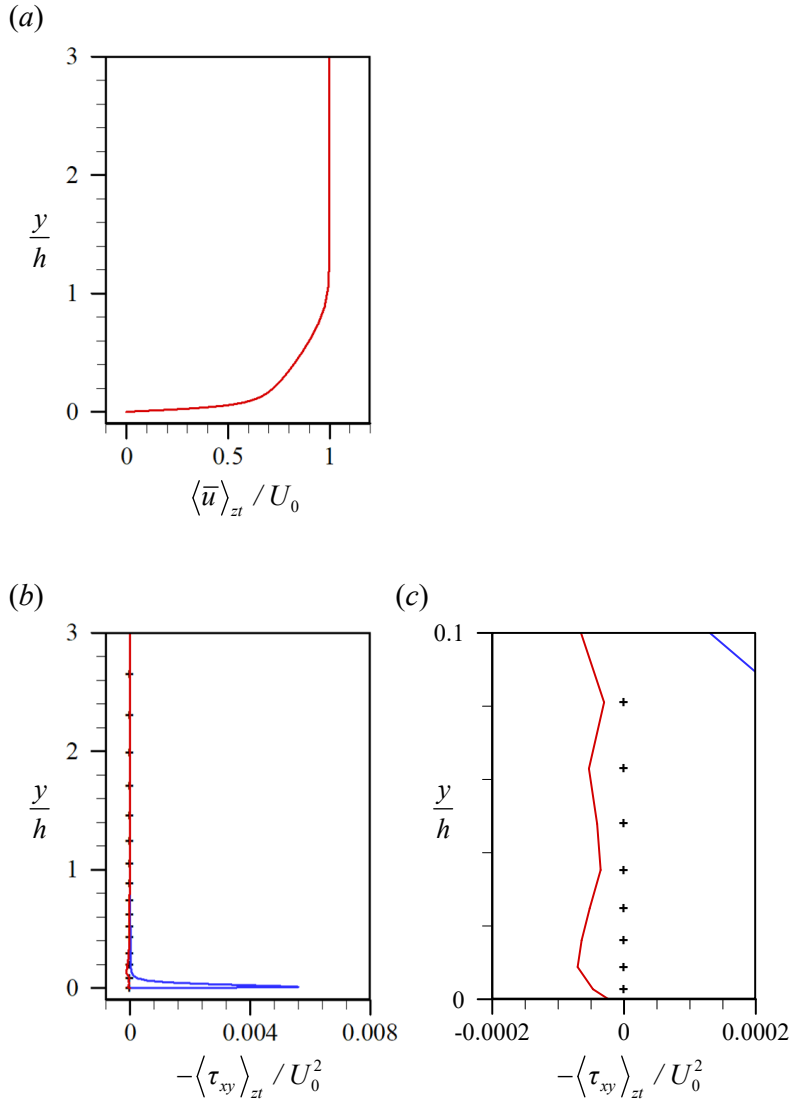 (a)
3
2
y/h
1
0
0 0.5 1
⟨u̅⟩zt / U0
(b)
3
2
y/h
1
0
0 0.004 0.008
−⟨τxy⟩zt / U0²
(c)
0.1
y/h
0
-0.0002 0 0.0002
−⟨τxy⟩zt / U0²